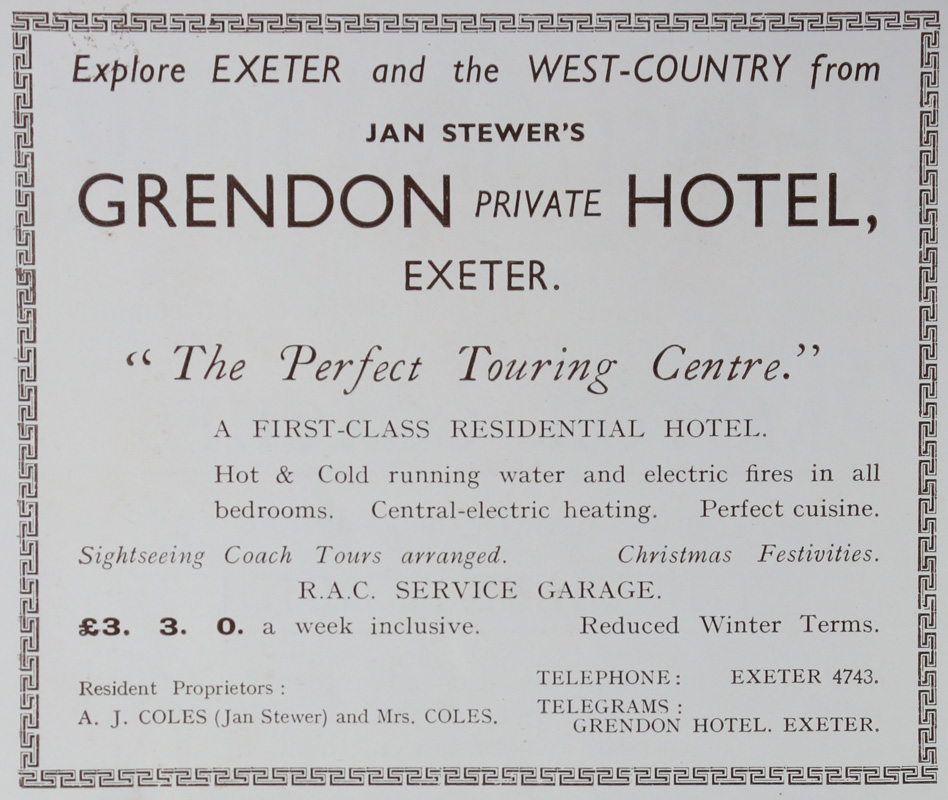 Explore EXETER and the WEST-COUNTRY from
JAN STEWER'S
GRENDON PRIVATE HOTEL,
EXETER.
“ The Perfect Touring Centre.”
A FIRST-CLASS RESIDENTIAL HOTEL.
Hot & Cold running water and electric fires in all
bedrooms. Central-electric heating. Perfect cuisine.
Sightseeing Coach Tours arranged. Christmas Festivities.
R.A.C. SERVICE GARAGE.
£3. 3. 0. a week inclusive. Reduced Winter Terms.
Resident Proprietors :
A. J. COLES (Jan Stewer) and Mrs. COLES.
TELEPHONE: EXETER 4743.
TELEGRAMS :
GRENDON HOTEL. EXETER.